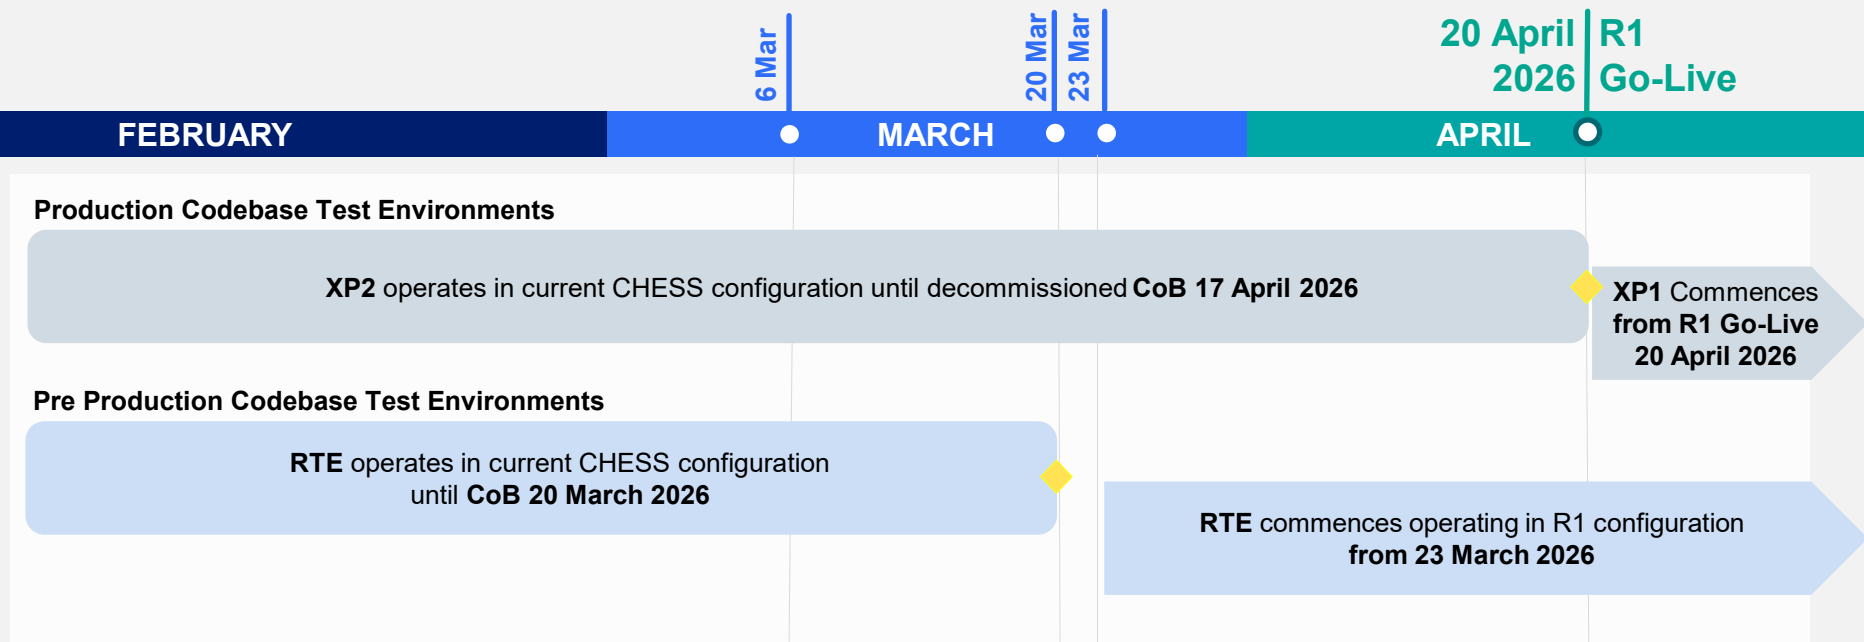 6 Mar
20 Mar
23 Mar
20 April
2026
R1
Go-Live
FEBRUARY
MARCH
APRIL
Production Codebase Test Environments
XP2 operates in current CHESS configuration until decommissioned CoB 17 April 2026
XP1 Commences
from R1 Go-Live
20 April 2026
Pre Production Codebase Test Environments
RTE operates in current CHESS configuration
until CoB 20 March 2026
RTE commences operating in R1 configuration
from 23 March 2026